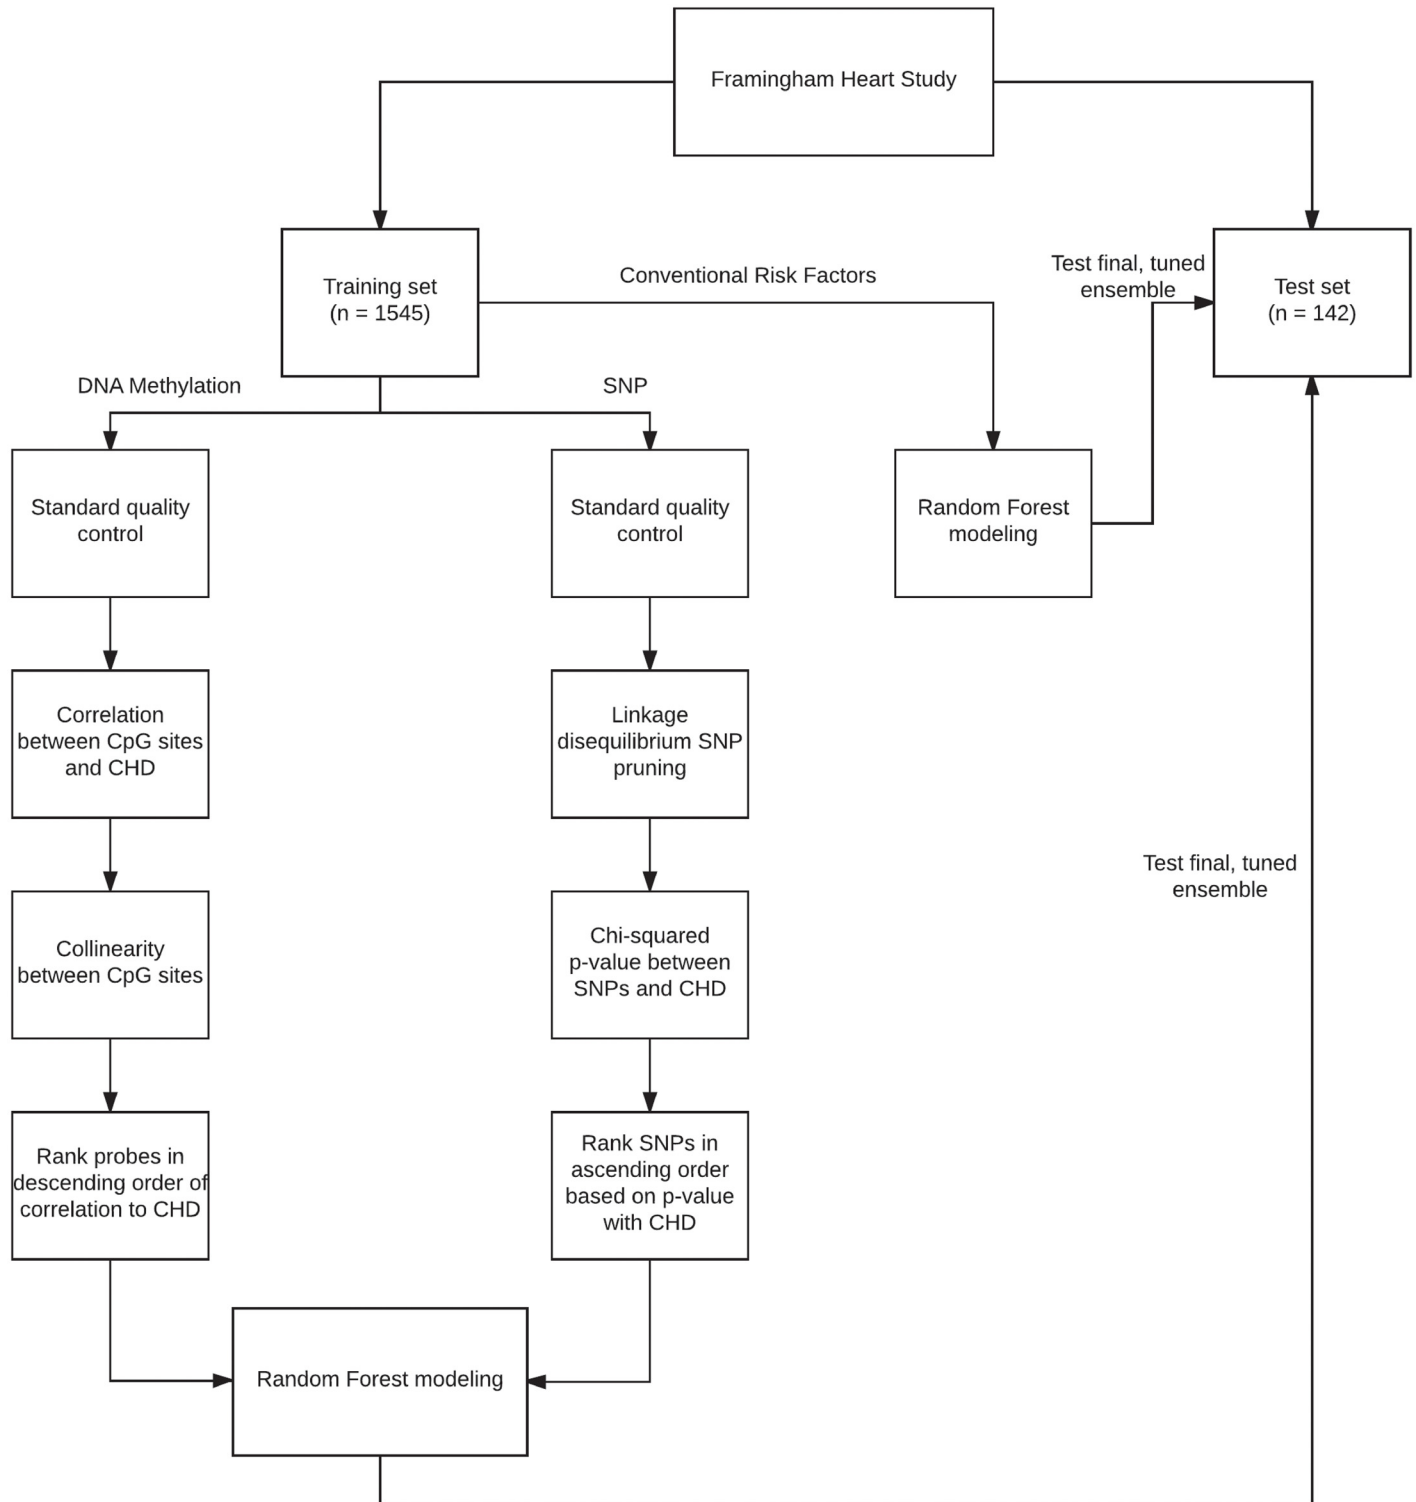 Framingham Heart Study
Training set
(n = 1545)
Conventional Risk Factors
Test final, tuned
ensemble
Test set
(n = 142)
DNA Methylation
SNP
Standard quality
control
Standard quality
control
Random Forest
modeling
Correlation
between CpG sites
and CHD
Linkage
disequilibrium SNP
pruning
Test final, tuned
ensemble
Collinearity
between CpG sites
Chi-squared
p-value between
SNPs and CHD
Rank probes in
descending order of
correlation to CHD
Rank SNPs in
ascending order
based on p-value
with CHD
Random Forest modeling